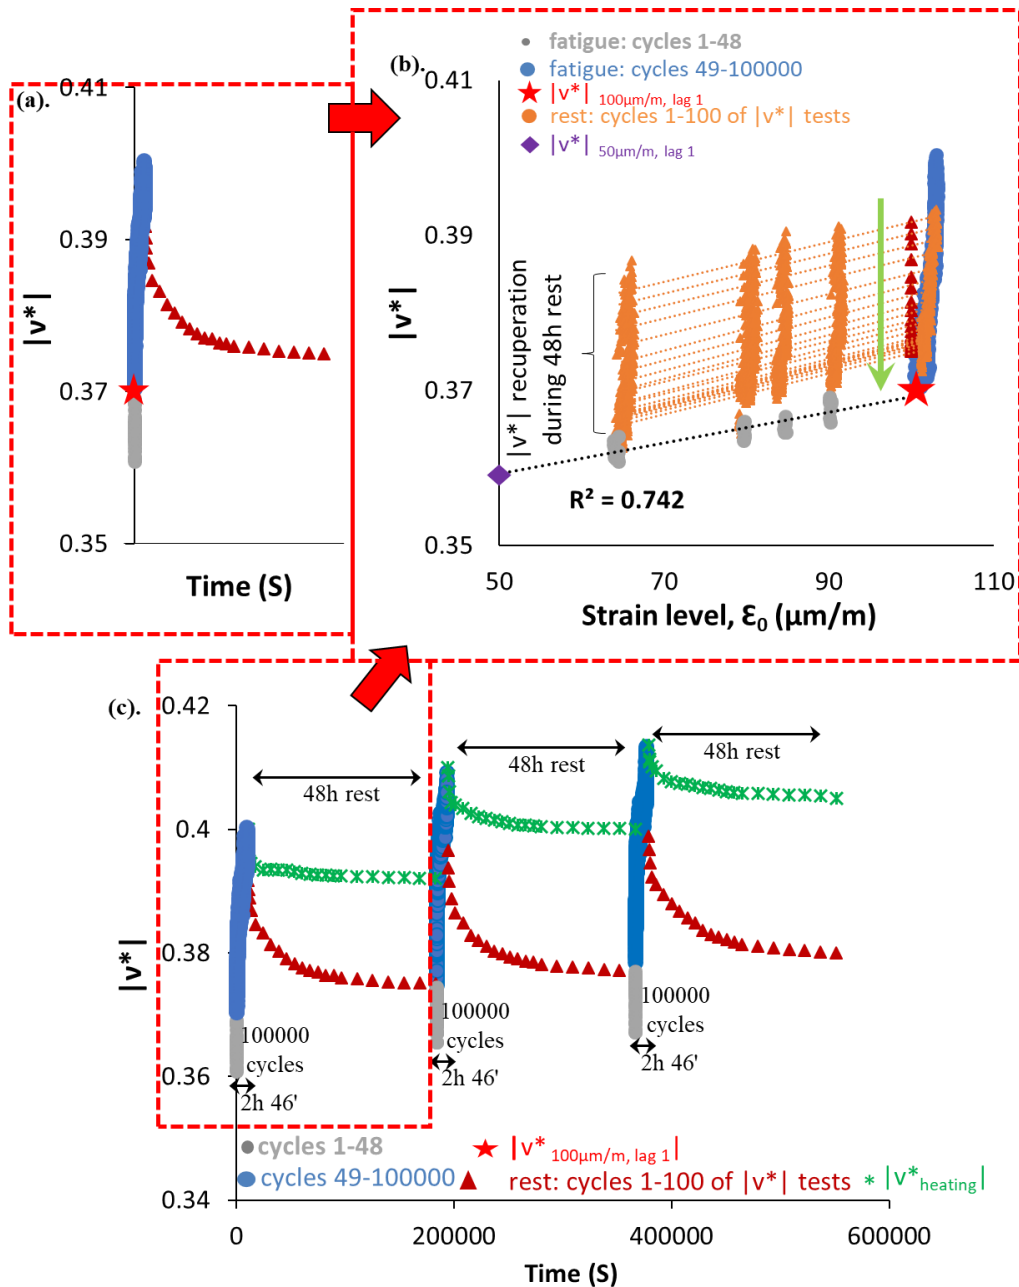 (a).
0.41
0.39
0.37
0.35
|v*|
Time (S)
(b).
fatigue: cycles 1-48
fatigue: cycles 49-100000
|v*| 100μm/m, lag 1
rest: cycles 1-100 of |v*| tests
|v*| 50μm/m, lag 1
0.41
0.39
0.37
0.35
|v*|
|v*| recuperation
during 48h rest
R² = 0.742
50
70
90
110
Strain level, Ɛ0 (μm/m)
(c).
0.42
0.4
0.38
0.36
0.34
|v*|
48h rest
48h rest
48h rest
100000
cycles
2h 46'
100000
cycles
2h 46'
100000
cycles
2h 46'
cycles 1-48
|v* 100μm/m, lag 1|
cycles 49-100000
rest: cycles 1-100 of |v*| tests
|v*heating|
0
200000
400000
600000
Time (S)